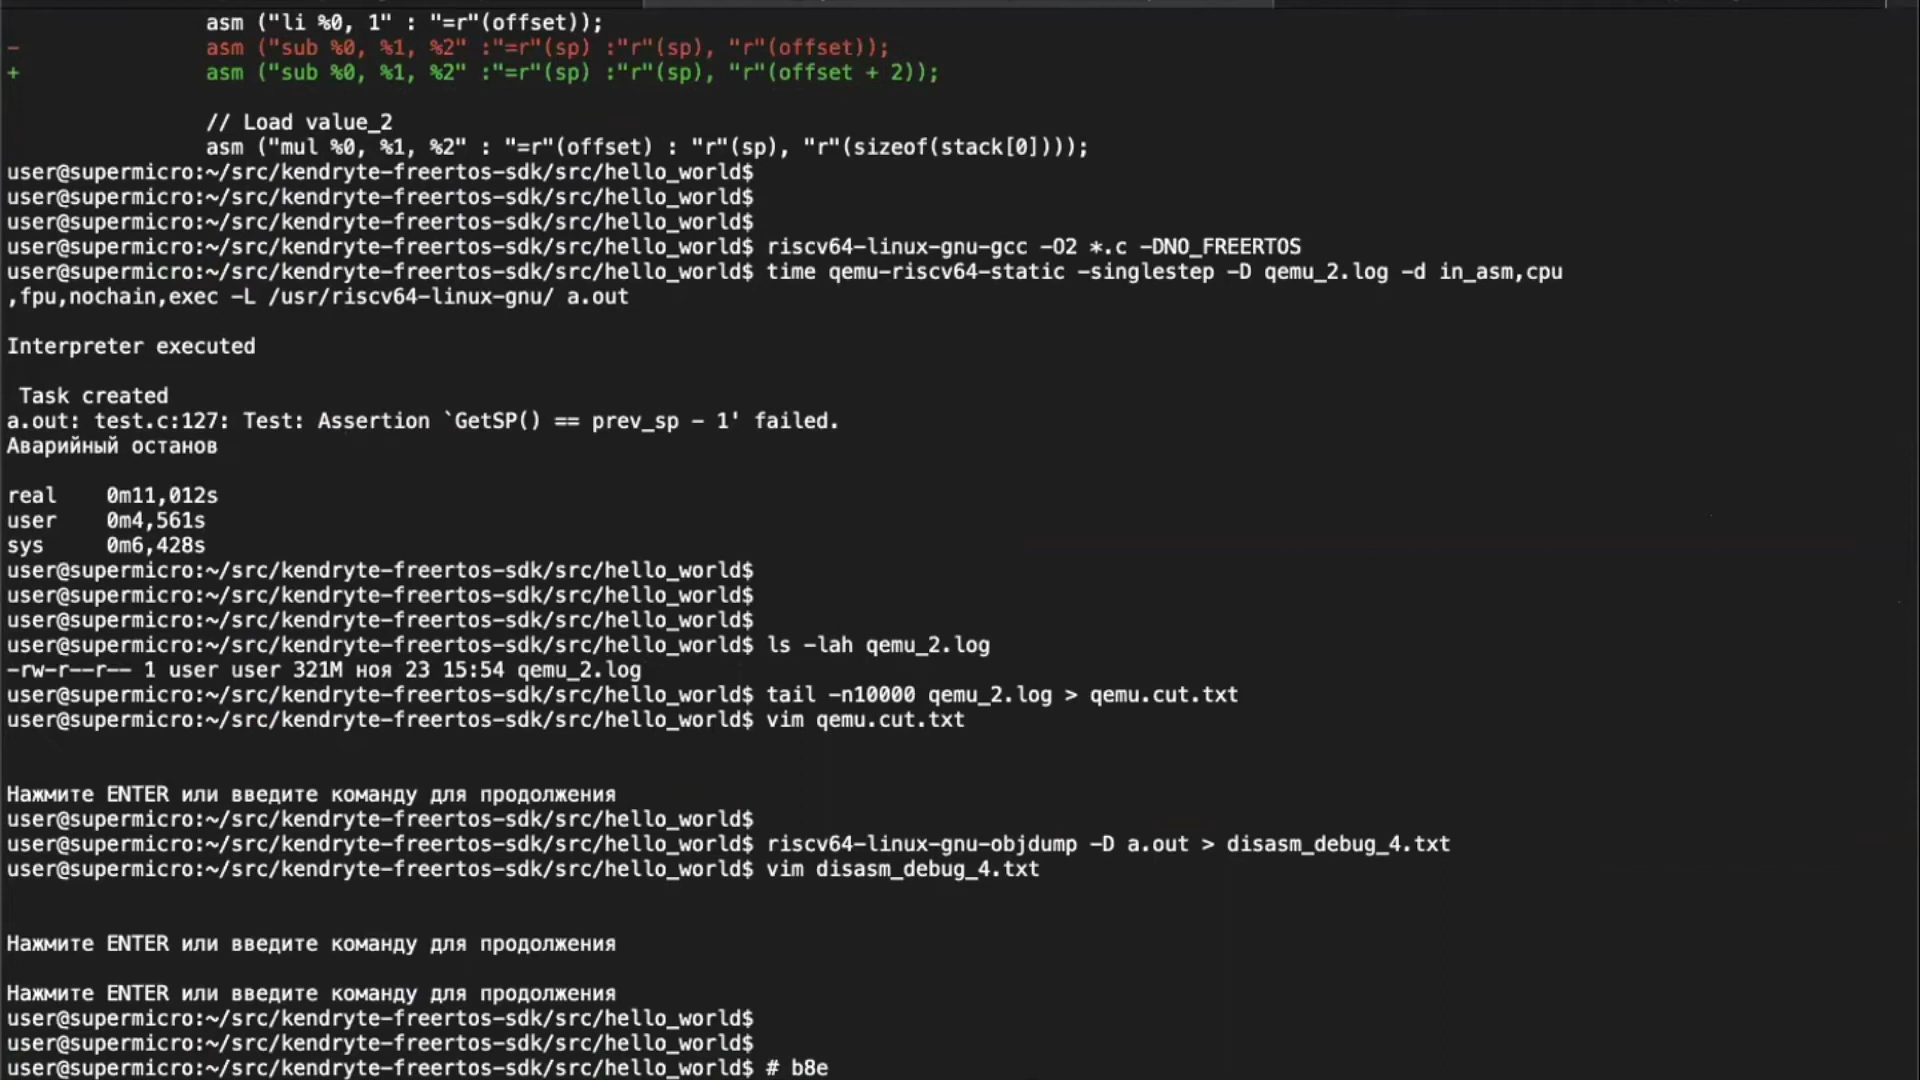 asm ("li %0, 1" : "=r"(offset));
- asm ("sub %0, %1, %2" :"=r"(sp) :"r"(sp), "r"(offset));
+ asm ("sub %0, %1, %2" :"=r"(sp) :"r"(sp), "r"(offset + 2));
// Load value_2
asm ("mul %0, %1, %2" : "=r"(offset) : "r"(sp), "r"(sizeof(stack[0])));
user@supermicro:~/src/kendryte-freertos-sdk/src/hello_world$
user@supermicro:~/src/kendryte-freertos-sdk/src/hello_world$
user@supermicro:~/src/kendryte-freertos-sdk/src/hello_world$
user@supermicro:~/src/kendryte-freertos-sdk/src/hello_world$ riscv64-linux-gnu-gcc -O2 *.c -DNO_FREERTOS
user@supermicro:~/src/kendryte-freertos-sdk/src/hello_world$ time qemu-riscv64-static -singlestep -D qemu_2.log -d in_asm,cpu
,fpu,nochain,exec -L /usr/riscv64-linux-gnu/ a.out
Interpreter executed
Task created
a.out: test.c:127: Test: Assertion `GetSP() == prev_sp - 1' failed.
Аварийный останов
real 0m11,012s
user 0m4,561s
sys 0m6,428s
user@supermicro:~/src/kendryte-freertos-sdk/src/hello_world$
user@supermicro:~/src/kendryte-freertos-sdk/src/hello_world$
user@supermicro:~/src/kendryte-freertos-sdk/src/hello_world$
user@supermicro:~/src/kendryte-freertos-sdk/src/hello_world$ ls -lah qemu_2.log
-rw-r--r-- 1 user user 321M ноя 23 15:54 qemu_2.log
user@supermicro:~/src/kendryte-freertos-sdk/src/hello_world$ tail -n10000 qemu_2.log > qemu.cut.txt
user@supermicro:~/src/kendryte-freertos-sdk/src/hello_world$ vim qemu.cut.txt
Нажмите ENTER или введите команду для продолжения
user@supermicro:~/src/kendryte-freertos-sdk/src/hello_world$
user@supermicro:~/src/kendryte-freertos-sdk/src/hello_world$ riscv64-linux-gnu-objdump -D a.out > disasm_debug_4.txt
user@supermicro:~/src/kendryte-freertos-sdk/src/hello_world$ vim disasm_debug_4.txt
Нажмите ENTER или введите команду для продолжения
Нажмите ENTER или введите команду для продолжения
user@supermicro:~/src/kendryte-freertos-sdk/src/hello_world$
user@supermicro:~/src/kendryte-freertos-sdk/src/hello_world$
user@supermicro:~/src/kendryte-freertos-sdk/src/hello_world$ # b8e